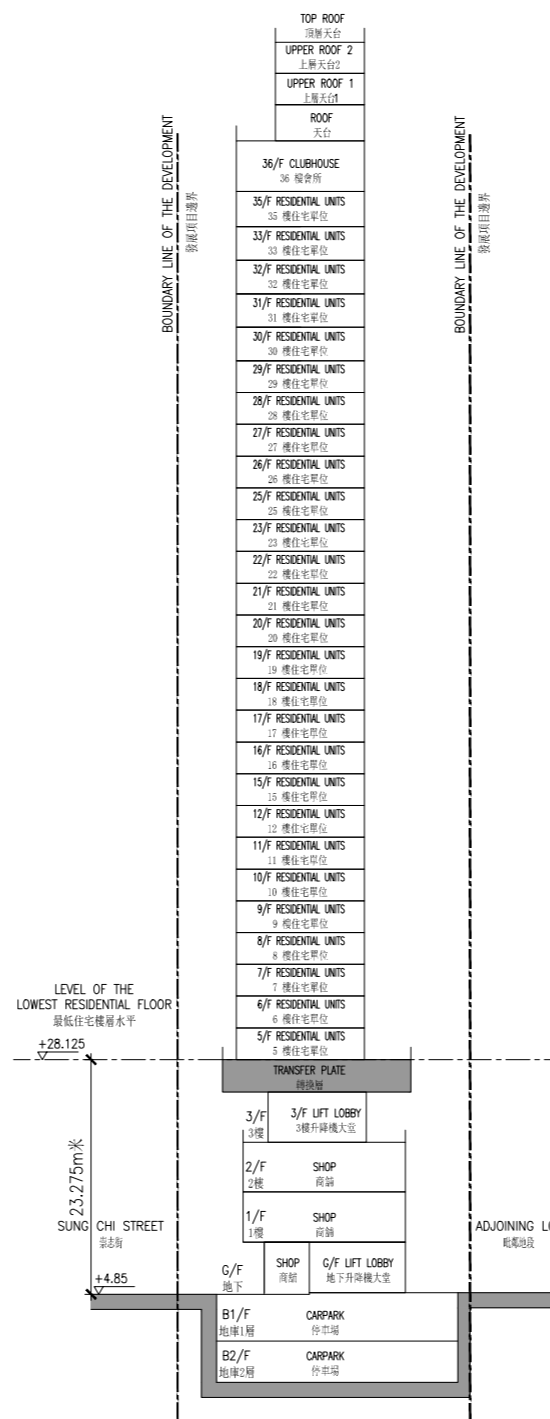 TOP ROOF
頂層天台
UPPER ROOF 2
上層天台2
UPPER ROOF 1
上層天台1
ROOF
天台
BOUNDARY LINE OF THE DEVELOPMENT
發展項目邊界
BOUNDARY LINE OF THE DEVELOPMENT
發展項目邊界
36/F CLUBHOUSE
36 樓會所
35/F RESIDENTIAL UNITS
35 樓住宅單位
33/F RESIDENTIAL UNITS
33 樓住宅單位
32/F RESIDENTIAL UNITS
32 樓住宅單位
31/F RESIDENTIAL UNITS
31 樓住宅單位
30/F RESIDENTIAL UNITS
30 樓住宅單位
29/F RESIDENTIAL UNITS
29 樓住宅單位
28/F RESIDENTIAL UNITS
28 樓住宅單位
27/F RESIDENTIAL UNITS
27 樓住宅單位
26/F RESIDENTIAL UNITS
26 樓住宅單位
25/F RESIDENTIAL UNITS
25 樓住宅單位
23/F RESIDENTIAL UNITS
23 樓住宅單位
22/F RESIDENTIAL UNITS
22 樓住宅單位
21/F RESIDENTIAL UNITS
21 樓住宅單位
20/F RESIDENTIAL UNITS
20 樓住宅單位
19/F RESIDENTIAL UNITS
19 樓住宅單位
18/F RESIDENTIAL UNITS
18 樓住宅單位
17/F RESIDENTIAL UNITS
17 樓住宅單位
16/F RESIDENTIAL UNITS
16 樓住宅單位
15/F RESIDENTIAL UNITS
15 樓住宅單位
12/F RESIDENTIAL UNITS
12 樓住宅單位
11/F RESIDENTIAL UNITS
11 樓住宅單位
10/F RESIDENTIAL UNITS
10 樓住宅單位
9/F RESIDENTIAL UNITS
9 樓住宅單位
8/F RESIDENTIAL UNITS
8 樓住宅單位
7/F RESIDENTIAL UNITS
7 樓住宅單位
6/F RESIDENTIAL UNITS
6 樓住宅單位
5/F RESIDENTIAL UNITS
5 樓住宅單位
LEVEL OF THE
LOWEST RESIDENTIAL FLOOR
最低住宅樓層水平
+28.125
TRANSFER PLATE
轉換層
3/F
3樓
3/F LIFT LOBBY
3樓升降機大堂
23.275m米
2/F
2樓
SHOP
商舖
1/F
1樓
SHOP
商舖
SUNG CHI STREET
崇志街
ADJOINING LO
毗鄰地段
G/F
地下
SHOP
商舖
G/F LIFT LOBBY
地下升降機大堂
+4.85
B1/F
地庫1層
CARPARK
停車場
B2/F
地庫2層
CARPARK
停車場